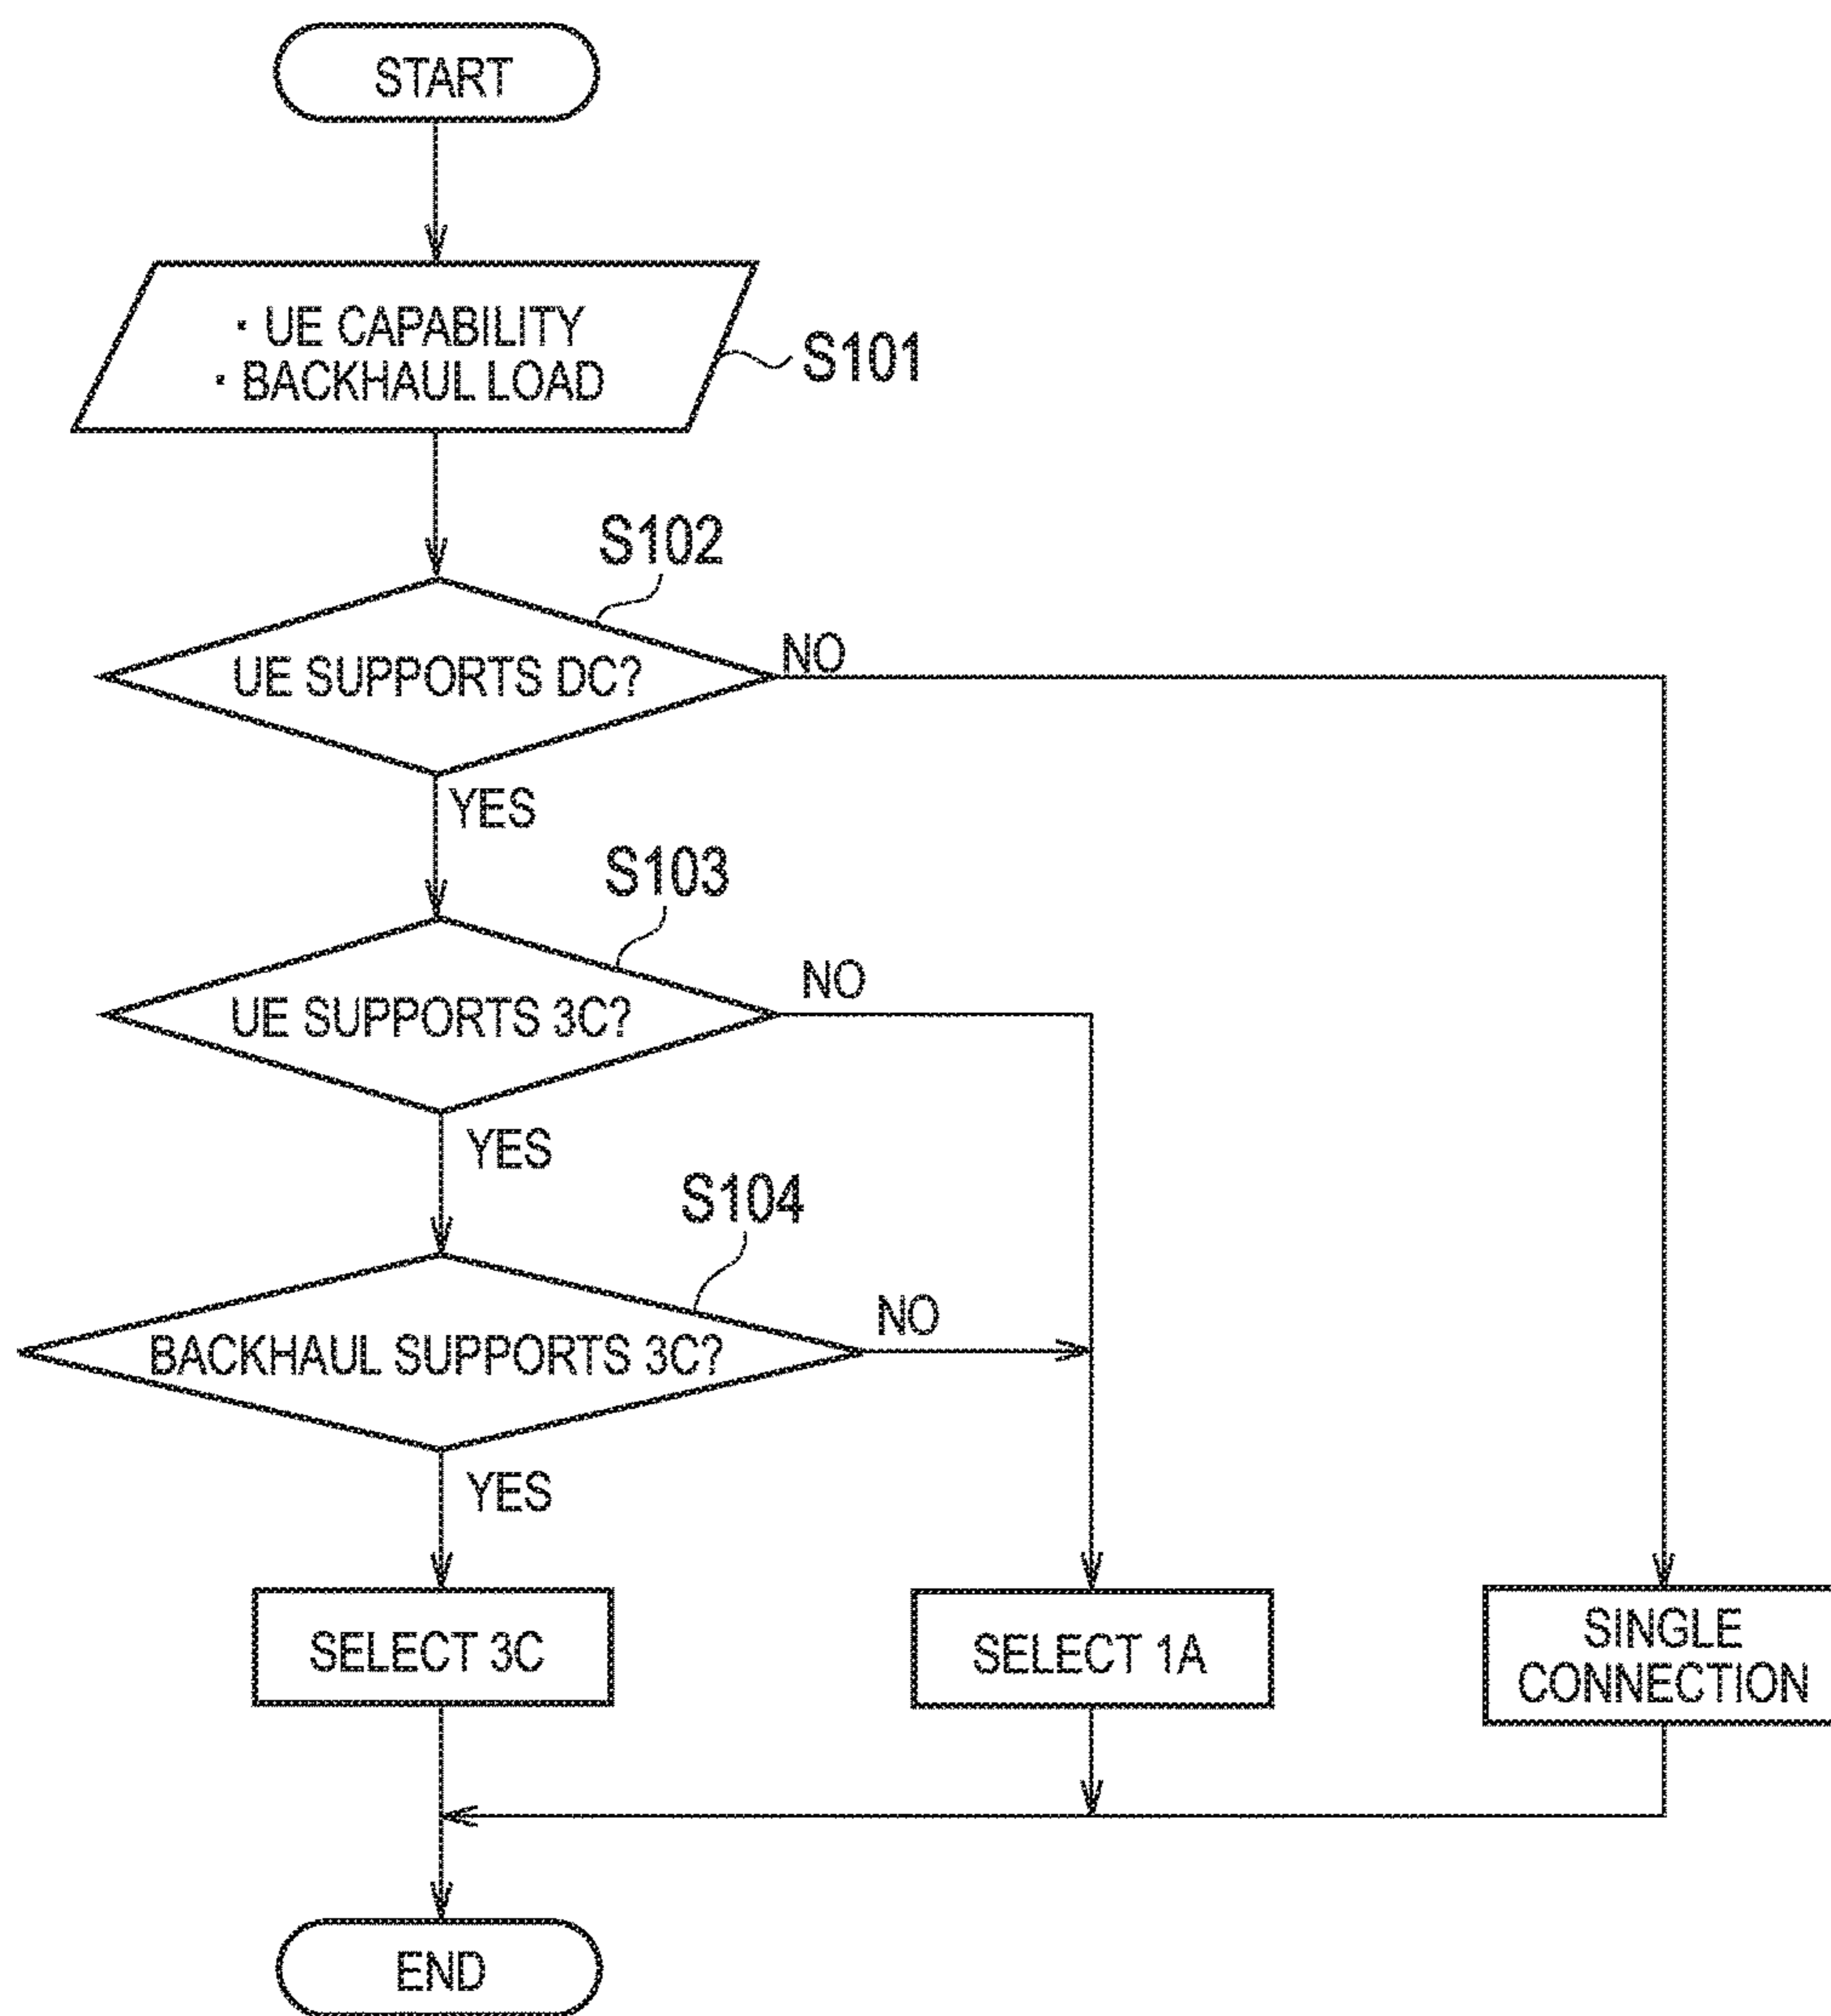 START
・UE CAPABILITY
・BACKHAUL LOAD
S101
S102
UE SUPPORTS DC?
NO
YES
S103
UE SUPPORTS 3C?
NO
YES
S104
BACKHAUL SUPPORTS 3C?
NO
YES
SELECT 3C
SELECT 1A
SINGLE
CONNECTION
END